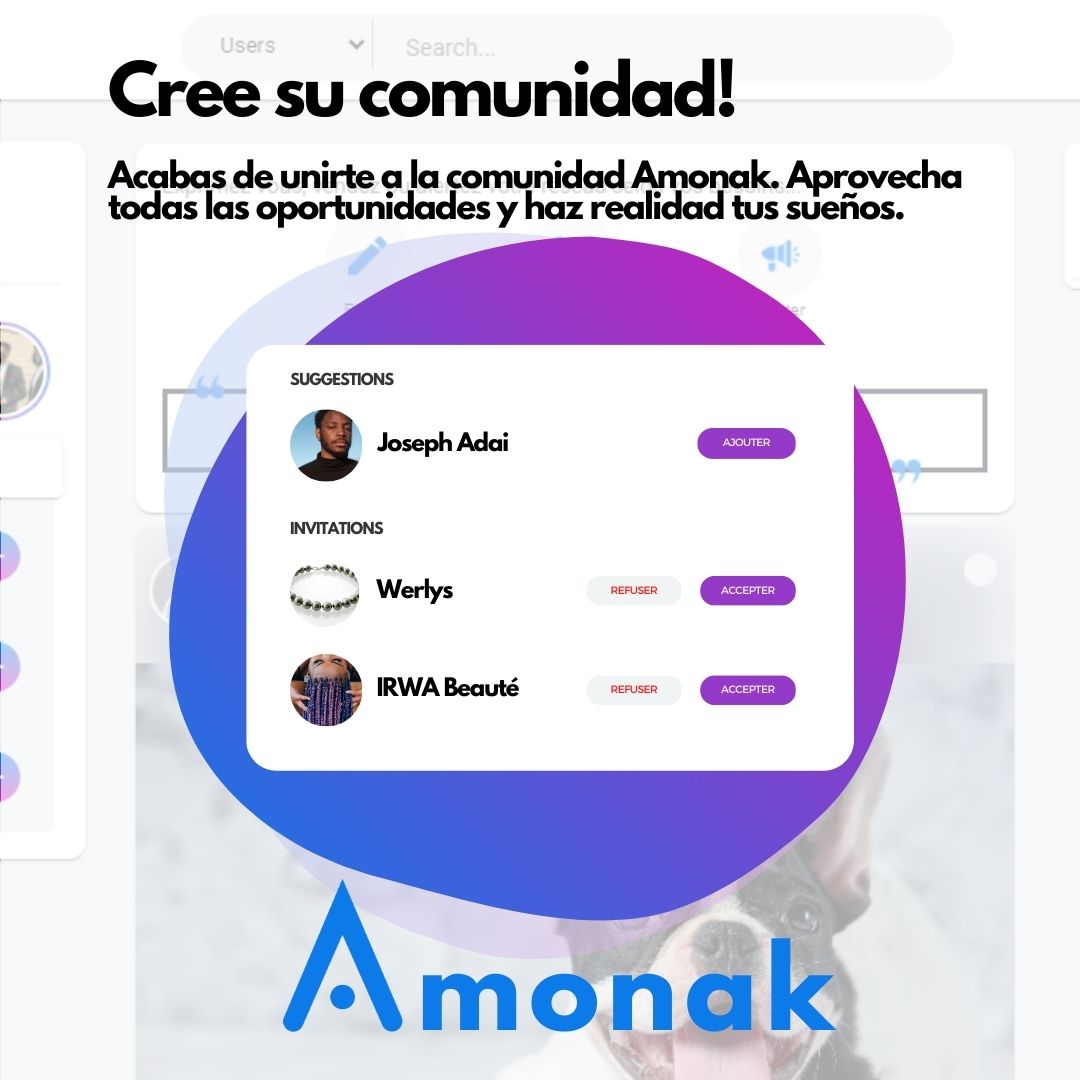 Users
Search...
Cree su comunidad!
Acabas de unirte a la comunidad Amonak. Aprovecha
todas las oportunidades y haz realidad tus sueños.
SUGGESTIONS
Joseph Adai
AJOUTER
INVITATIONS
Werlys
REFUSER
ACCEPTER
IRWA Beauté
REFUSER
ACCEPTER
Amonak